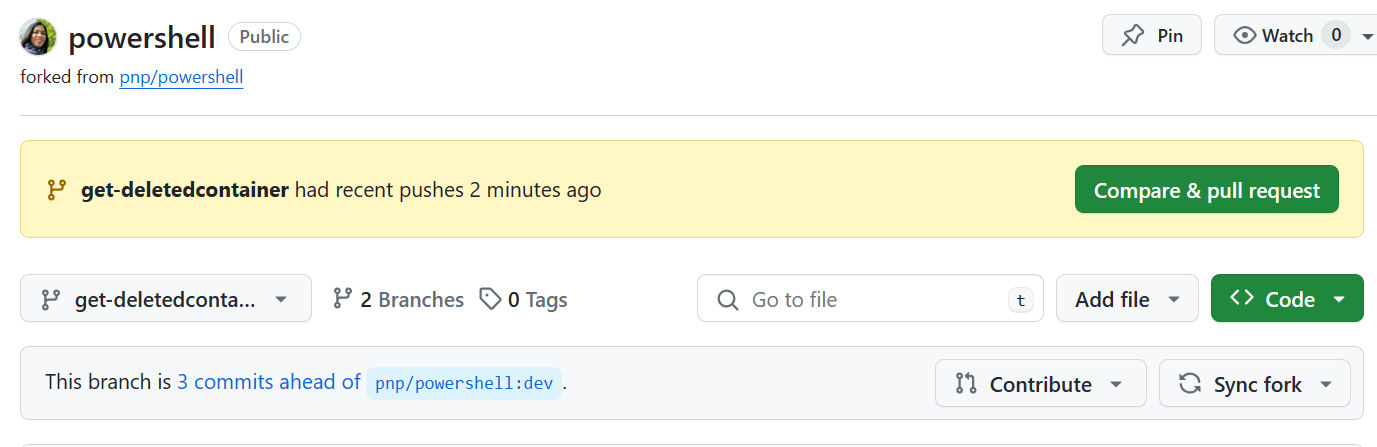 powershell Public Pin Watch 0
forked from pnp/powershell
get-deletedcontainer had recent pushes 2 minutes ago Compare & pull request
get-deletedconta... 2 Branches 0 Tags Go to file t Add file Code
This branch is 3 commits ahead of pnp/powershell:dev. Contribute Sync fork